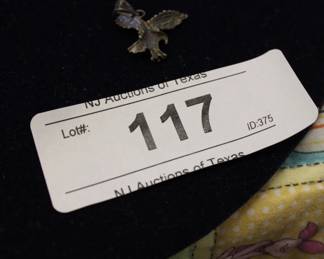 NJ Auctions of Texas
Lot#: 117 ID:375
NJ Auctions of Texas